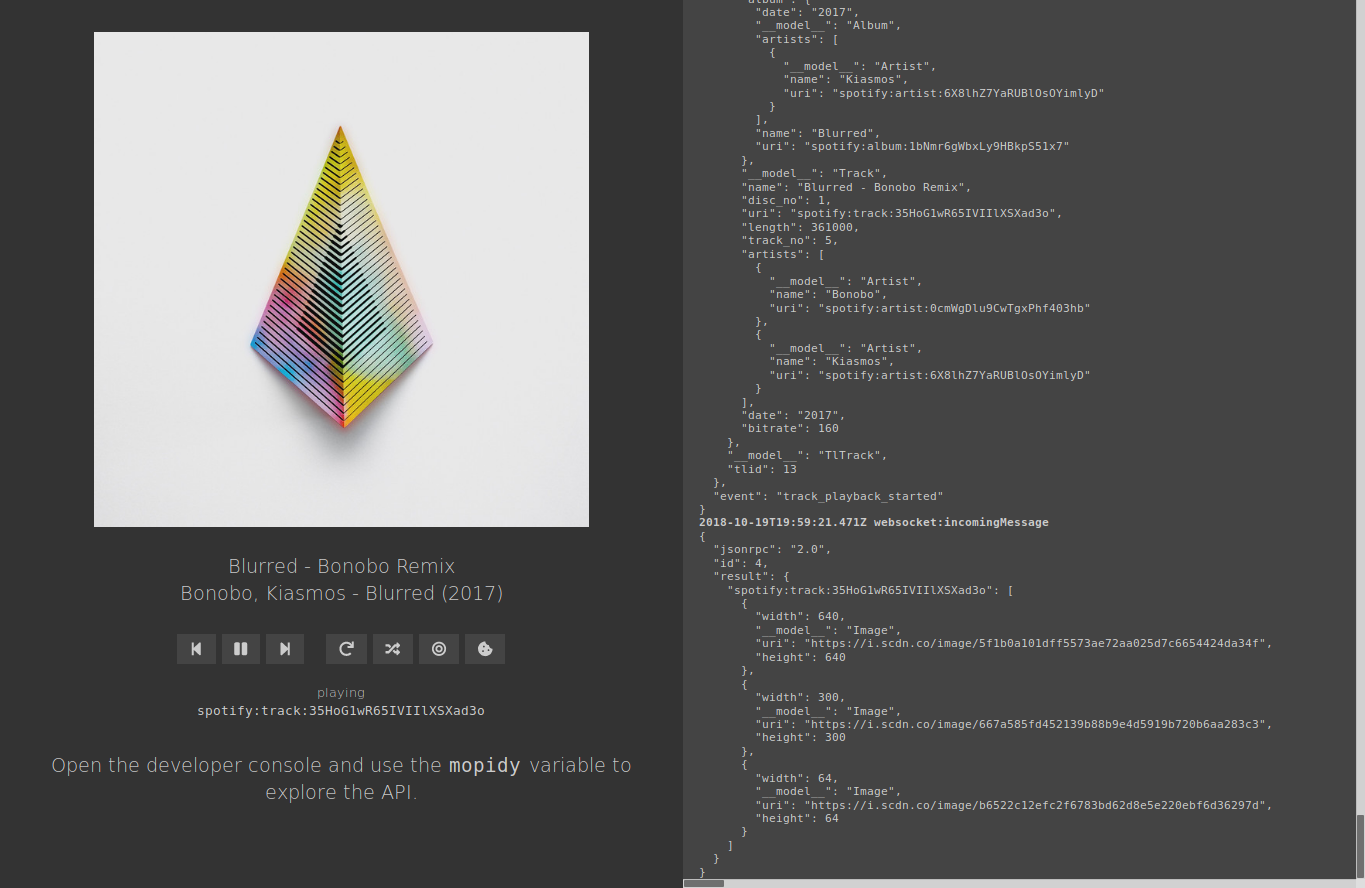 Blurred - Bonobo Remix
Bonobo, Kiasmos - Blurred (2017)
playing
spotify:track:35HoG1wR65IVIIlXSXad3o
Open the developer console and use the mopidy variable to
explore the API.
"album": {
"date": "2017",
"__model__": "Album",
"artists": [
{
"__model__": "Artist",
"name": "Kiasmos",
"uri": "spotify:artist:6X8lhZ7YaRUBlOsOYimlyD"
}
],
"name": "Blurred",
"uri": "spotify:album:1bNmr6gWbxLy9HBkpS51x7"
},
"__model__": "Track",
"name": "Blurred - Bonobo Remix",
"disc_no": 1,
"uri": "spotify:track:35HoG1wR65IVIIlXSXad3o",
"length": 361000,
"track_no": 5,
"artists": [
{
"__model__": "Artist",
"name": "Bonobo",
"uri": "spotify:artist:0cmWgDlu9CwTgxPhf403hb"
},
{
"__model__": "Artist",
"name": "Kiasmos",
"uri": "spotify:artist:6X8lhZ7YaRUBlOsOYimlyD"
}
],
"date": "2017",
"bitrate": 160
},
"__model__": "TlTrack",
"tlid": 13
},
"event": "track_playback_started"
}
2018-10-19T19:59:21.471Z websocket:incomingMessage
{
"jsonrpc": "2.0",
"id": 4,
"result": {
"spotify:track:35HoG1wR65IVIIlXSXad3o": [
{
"width": 640,
"__model__": "Image",
"uri": "https://i.scdn.co/image/5f1b0a101dff5573ae72aa025d7c6654424da34f",
"height": 640
},
{
"width": 300,
"__model__": "Image",
"uri": "https://i.scdn.co/image/667a585fd452139b88b9e4d5919b720b6aa283c3",
"height": 300
},
{
"width": 64,
"__model__": "Image",
"uri": "https://i.scdn.co/image/b6522c12efc2f6783bd62d8e5e220ebf6d36297d",
"height": 64
}
]
}
}